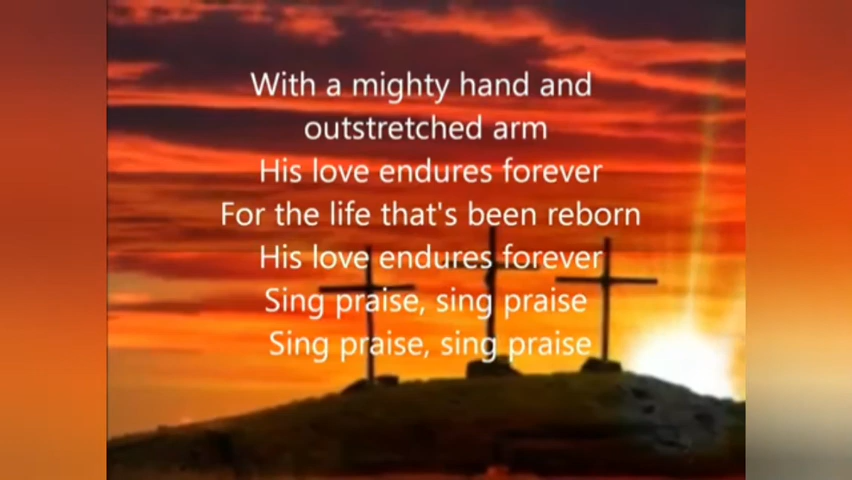 With a mighty hand and
outstretched arm
His love endures forever
For the life that's been reborn
His love endures forever
Sing praise, sing praise
Sing praise, sing praise